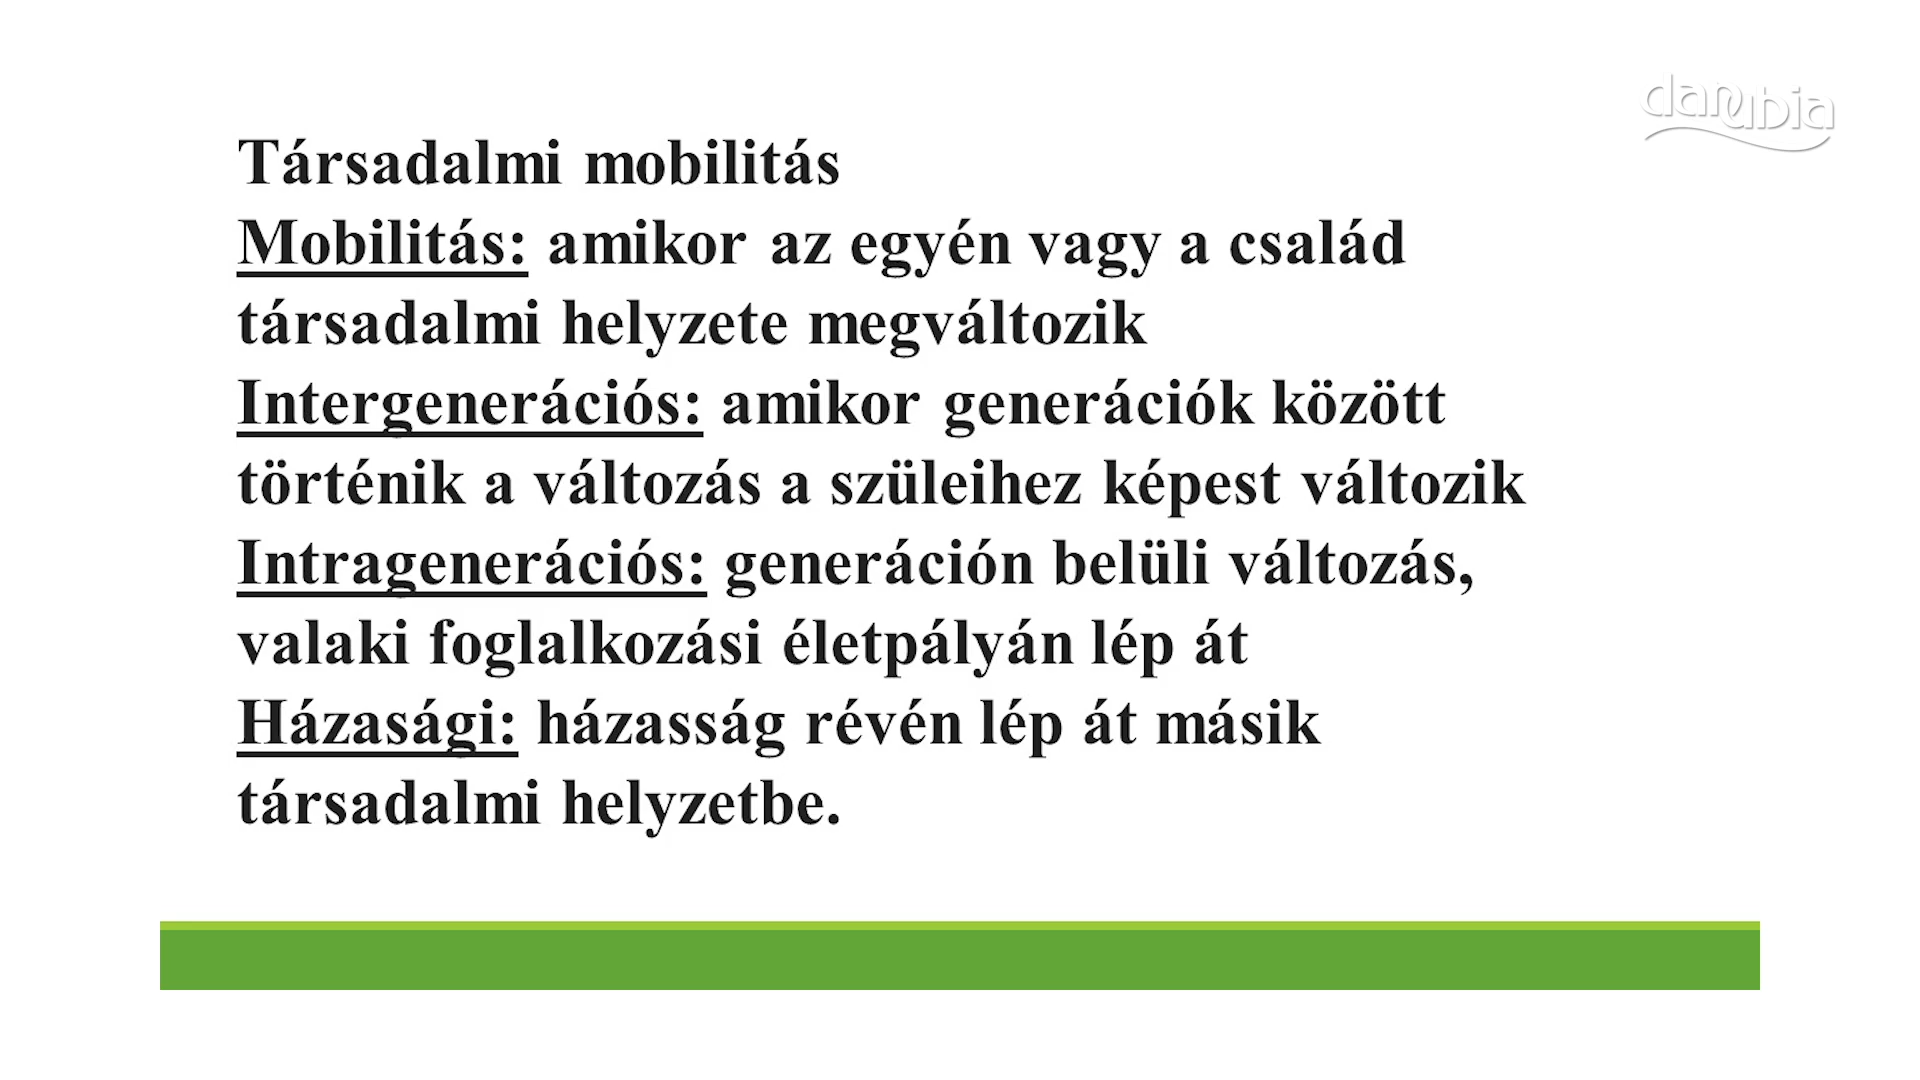 danubia
Társadalmi mobilitás
Mobilitás: amikor az egyén vagy a család
társadalmi helyzete megváltozik
Intergenerációs: amikor generációk között
történik a változás a szüleihez képest változik
Intragenerációs: generáción belüli változás,
valaki foglalkozási életpályán lép át
Házasági: házasság révén lép át másik
társadalmi helyzetbe.